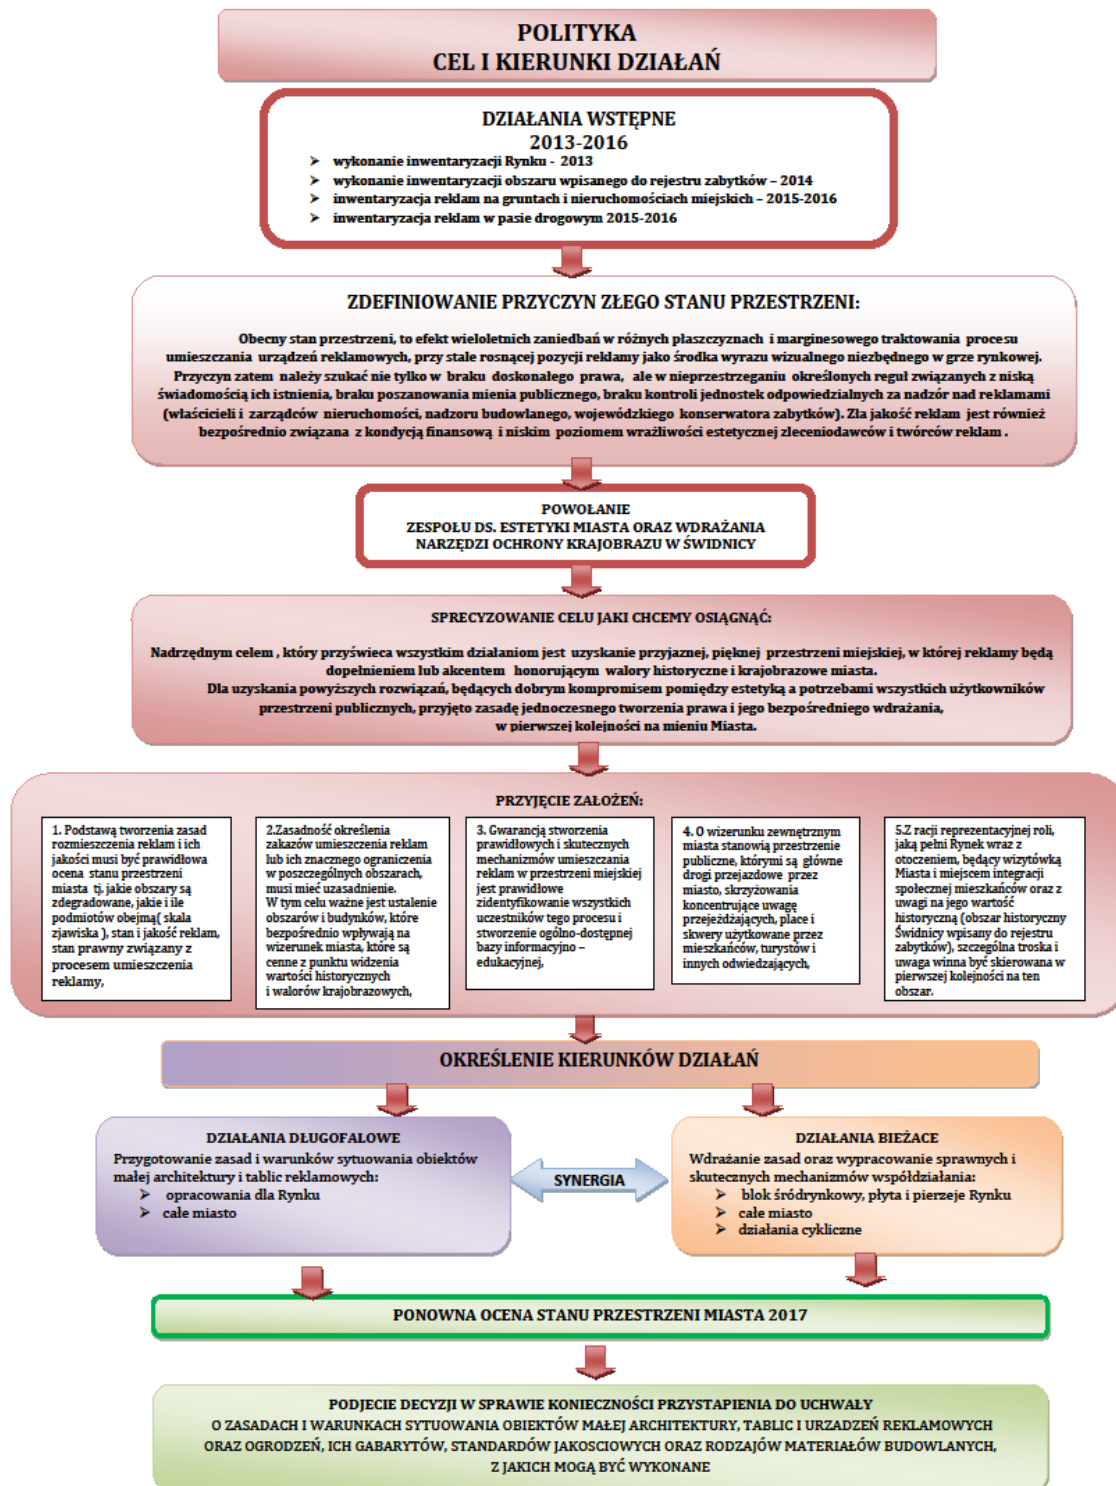 POLITYKA
CEL I KIERUNKI DZIAŁAŃ
DZIAŁANIA WSTĘPNE
2013-2016
➢ wykonanie inwentaryzacji Rynku - 2013
➢ wykonanie inwentaryzacji obszaru wpisanego do rejestru zabytków – 2014
➢ inwentaryzacja reklam na gruntach i nieruchomościach miejskich – 2015-2016
➢ inwentaryzacja reklam w pasie drogowym 2015-2016
ZDEFINIOWANIE PRZYCZYN ZŁEGO STANU PRZESTRZENI:
Obecny stan przestrzeni, to efekt wieloletnich zaniedbań w różnych płaszczyznach i marginesowego traktowania procesu
umieszczania urządzeń reklamowych, przy stale rosnącej pozycji reklamy jako środka wyrazu wizualnego niezbędnego w grze rynkowej.
Przyczyn zatem należy szukać nie tylko w braku doskonałego prawa, ale w nieprzestrzeganiu określonych reguł związanych z niską
świadomością ich istnienia, braku poszanowania mienia publicznego, braku kontroli jednostek odpowiedzialnych za nadzór nad reklamami
(właścicieli i zarządców nieruchomości, nadzoru budowlanego, wojewódzkiego konserwatora zabytków). Zła jakość reklam jest również
bezpośrednio związana z kondycją finansową i niskim poziomem wrażliwości estetycznej zleceniodawców i twórców reklam .
POWOŁANIE
ZESPOŁU DS. ESTETYKI MIASTA ORAZ WDRAŻANIA
NARZĘDZI OCHRONY KRAJOBRAZU W ŚWIDNICY
SPRECYZOWANIE CELU JAKI CHCEMY OSIĄGNĄĆ:
Nadrzędnym celem , który przyświeca wszystkim działaniom jest uzyskanie przyjaznej, pięknej przestrzeni miejskiej, w której reklamy będą
dopełnieniem lub akcentem honorującym walory historyczne i krajobrazowe miasta.
Dla uzyskania powyższych rozwiązań, będących dobrym kompromisem pomiędzy estetyką a potrzebami wszystkich użytkowników
przestrzeni publicznych, przyjęto zasadę jednoczesnego tworzenia prawa i jego bezpośredniego wdrażania,
w pierwszej kolejności na mieniu Miasta.
PRZYJĘCIE ZAŁOŻEŃ:
1. Podstawą tworzenia zasad
rozmieszczenia reklam i ich
jakości musi być prawidłowa
ocena stanu przestrzeni
miasta tj. jakie obszary są
zdegradowane, jakie i ile
podmiotów obejmą( skala
zjawiska ), stan i jakość reklam,
stan prawny związany z
procesem umieszczenia
reklamy,
2.Zasadność określenia
zakazów umieszczenia reklam
lub ich znacznego ograniczenia
w poszczególnych obszarach,
musi mieć uzasadnienie.
W tym celu ważne jest ustalenie
obszarów i budynków, które
bezpośrednio wpływają na
wizerunek miasta, które są
cenne z punktu widzenia
wartości historycznych
i walorów krajobrazowych,
3. Gwarancją stworzenia
prawidłowych i skutecznych
mechanizmów umieszczania
reklam w przestrzeni miejskiej
jest prawidłowe
zidentyfikowanie wszystkich
uczestników tego procesu i
stworzenie ogólno-dostępnej
bazy informacyjno –
edukacyjnej,
4. O wizerunku zewnętrznym
miasta stanowią przestrzenie
publiczne, którymi są główne
drogi przejazdowe przez
miasto, skrzyżowania
koncentrujące uwagę
przejeżdżających, place i
skwery użytkowane przez
mieszkańców, turystów i
innych odwiedzających,
5.Z racji reprezentacyjnej roli,
jaką pełni Rynek wraz z
otoczeniem, będący wizytówką
Miasta i miejscem integracji
społecznej mieszkańców oraz z
uwagi na jego wartość
historyczną (obszar historyczny
Świdnicy wpisany do rejestru
zabytków), szczególna troska i
uwaga winna być skierowana w
pierwszej kolejności na ten
obszar.
OKREŚLENIE KIERUNKÓW DZIAŁAŃ
DZIAŁANIA DŁUGOFALOWE
Przygotowanie zasad i warunków sytuowania obiektów
małej architektury i tablic reklamowych:
➢ opracowania dla Rynku
➢ całe miasto
SYNERGIA
DZIAŁANIA BIEŻACE
Wdrażanie zasad oraz wypracowanie sprawnych i
skutecznych mechanizmów współdziałania:
➢ blok śródrynkowy, płyta i pierzeje Rynku
➢ całe miasto
➢ działania cykliczne
PONOWNA OCENA STANU PRZESTRZENI MIASTA 2017
PODJECIE DECYZJI W SPRAWIE KONIECZNOŚCI PRZYSTAPIENIA DO UCHWAŁY
O ZASADACH I WARUNKACH SYTUOWANIA OBIEKTÓW MAŁEJ ARCHITEKTURY, TABLIC I URZADZEŃ REKLAMOWYCH
ORAZ OGRODZEŃ, ICH GABARYTÓW, STANDARDÓW JAKOSCIOWYCH ORAZ RODZAJÓW MATERIAŁÓW BUDOWLANYCH,
Z JAKICH MOGĄ BYĆ WYKONANE